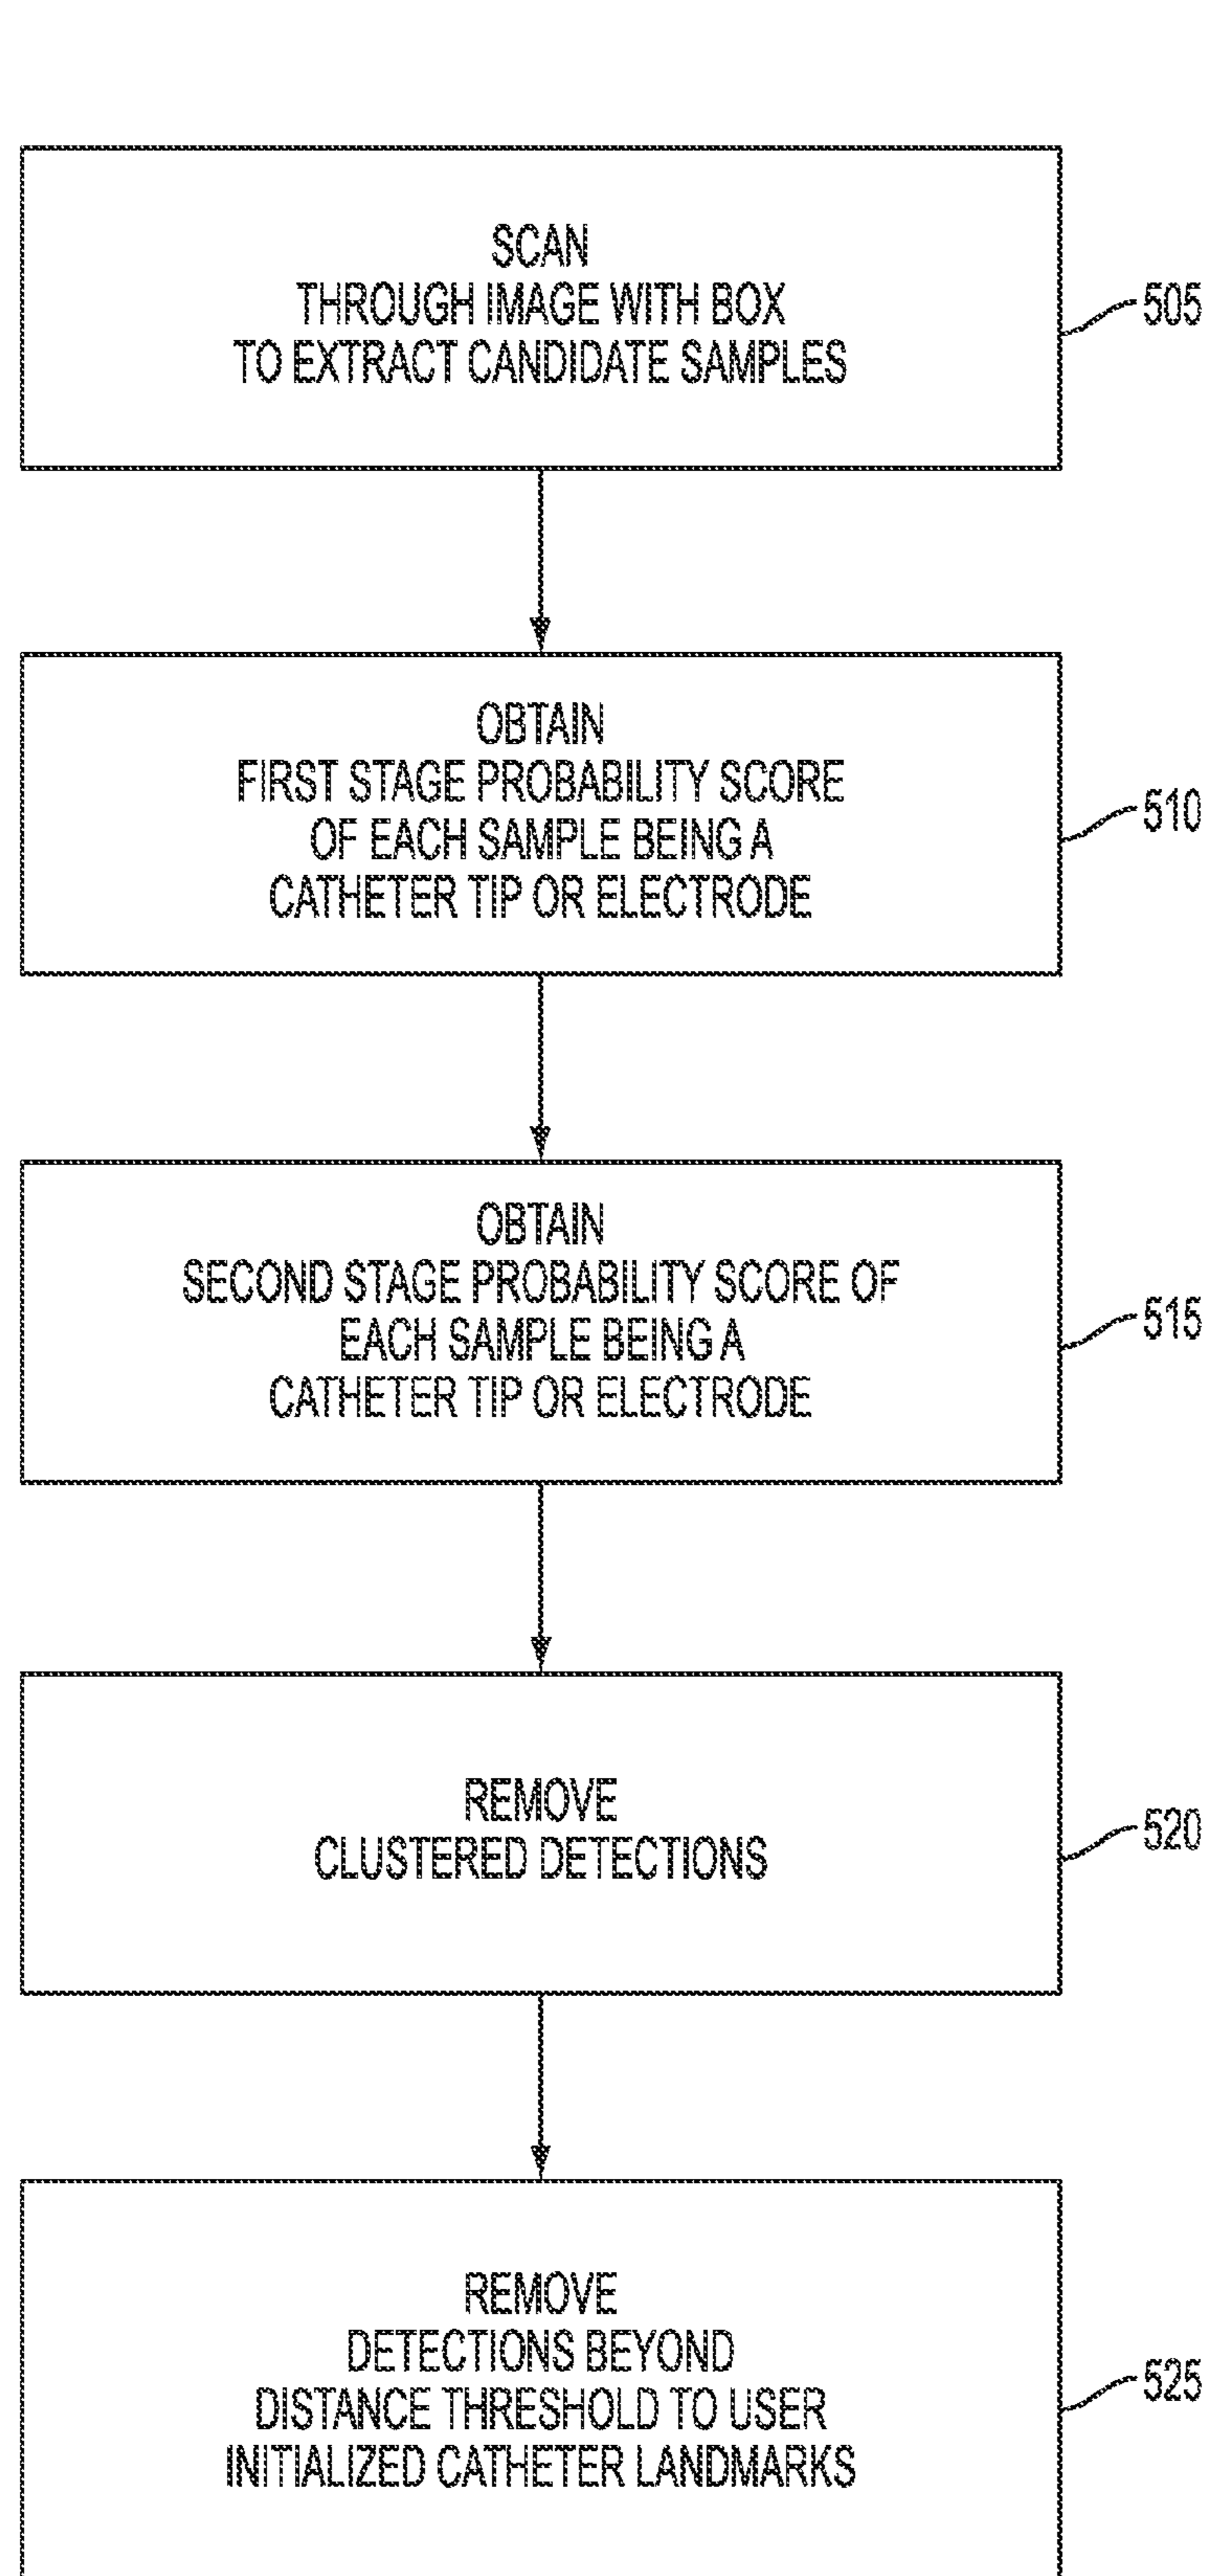 SCAN
THROUGH IMAGE WITH BOX
TO EXTRACT CANDIDATE SAMPLES
505
OBTAIN
FIRST STAGE PROBABILITY SCORE
OF EACH SAMPLE BEING A
CATHETER TIP OR ELECTRODE
510
OBTAIN
SECOND STAGE PROBABILITY SCORE OF
EACH SAMPLE BEING A
CATHETER TIP OR ELECTRODE
515
REMOVE
CLUSTERED DETECTIONS
520
REMOVE
DETECTIONS BEYOND
DISTANCE THRESHOLD TO USER
INITIALIZED CATHETER LANDMARKS
525